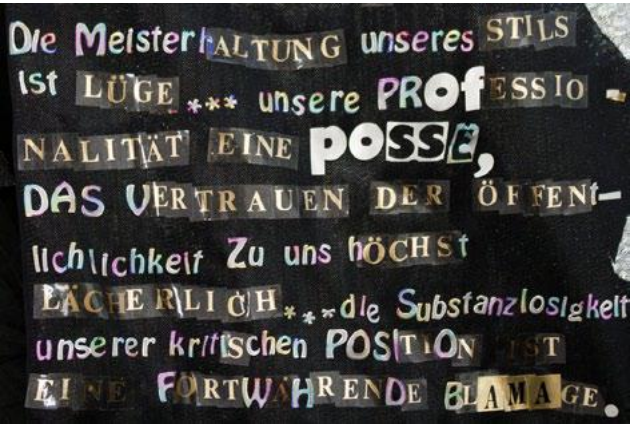 Die MeisterhALTUNG unseres STILS
ist LÜGE *** unsere PROfESSIO -
NALITÄT EINE POSSE,
DAS VERTRAUEN DER ÖFFENt–
lichlichkeit Zu uns hÖCHSt
LÄCHERLICH***die Substanzlosigkeit
unserer kritischen POSITION IST
EINE FORTWÄHRENDE BLAMAGE.